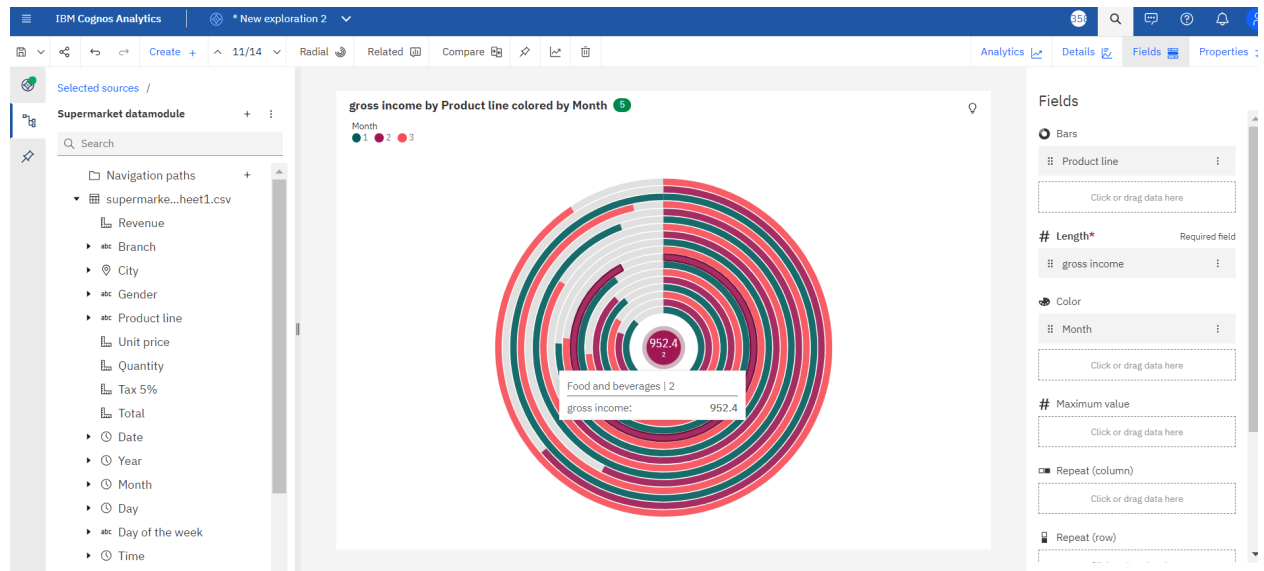 IBM Cognos Analytics
* New exploration 2
358
11/14
Create +
Radial
Related
Compare
Analytics
Details
Fields
Properties
Selected sources /
Supermarket datamodule
Search
Navigation paths
supermarke...heet1.csv
Revenue
abc Branch
City
abc Gender
abc Product line
Unit price
Quantity
Tax 5%
Total
Date
Year
Month
Day
abc Day of the week
Time
gross income by Product line colored by Month 5
Month
1 2 3
952.4
2
Food and beverages | 2
gross income: 952.4
Fields
Bars
Product line
Click or drag data here
# Length* Required field
gross income
Color
Month
Click or drag data here
# Maximum value
Click or drag data here
Repeat (column)
Click or drag data here
Repeat (row)